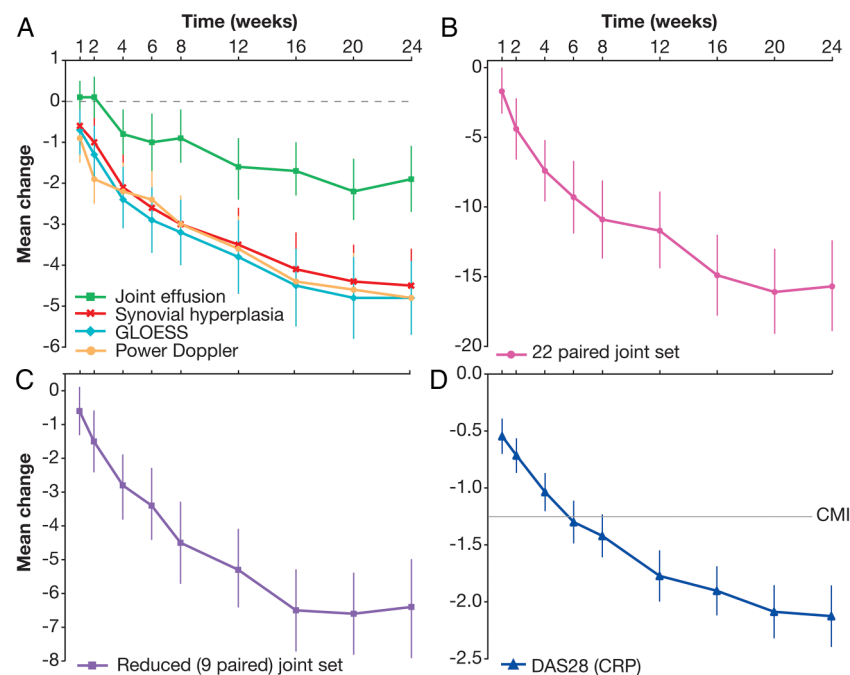 A
Time (weeks)
1 2 4 6 8 12 16 20 24
Mean change
1
0
-1
-2
-3
-4
-5
-6
Joint effusion
Synovial hyperplasia
GLOESS
Power Doppler
B
Time (weeks)
1 2 4 6 8 12 16 20 24
0
-5
-10
-15
-20
22 paired joint set
C
Mean change
0
-1
-2
-3
-4
-5
-6
-7
-8
Reduced (9 paired) joint set
D
0.0
-0.5
-1.0
-1.5
-2.0
-2.5
CMI
DAS28 (CRP)